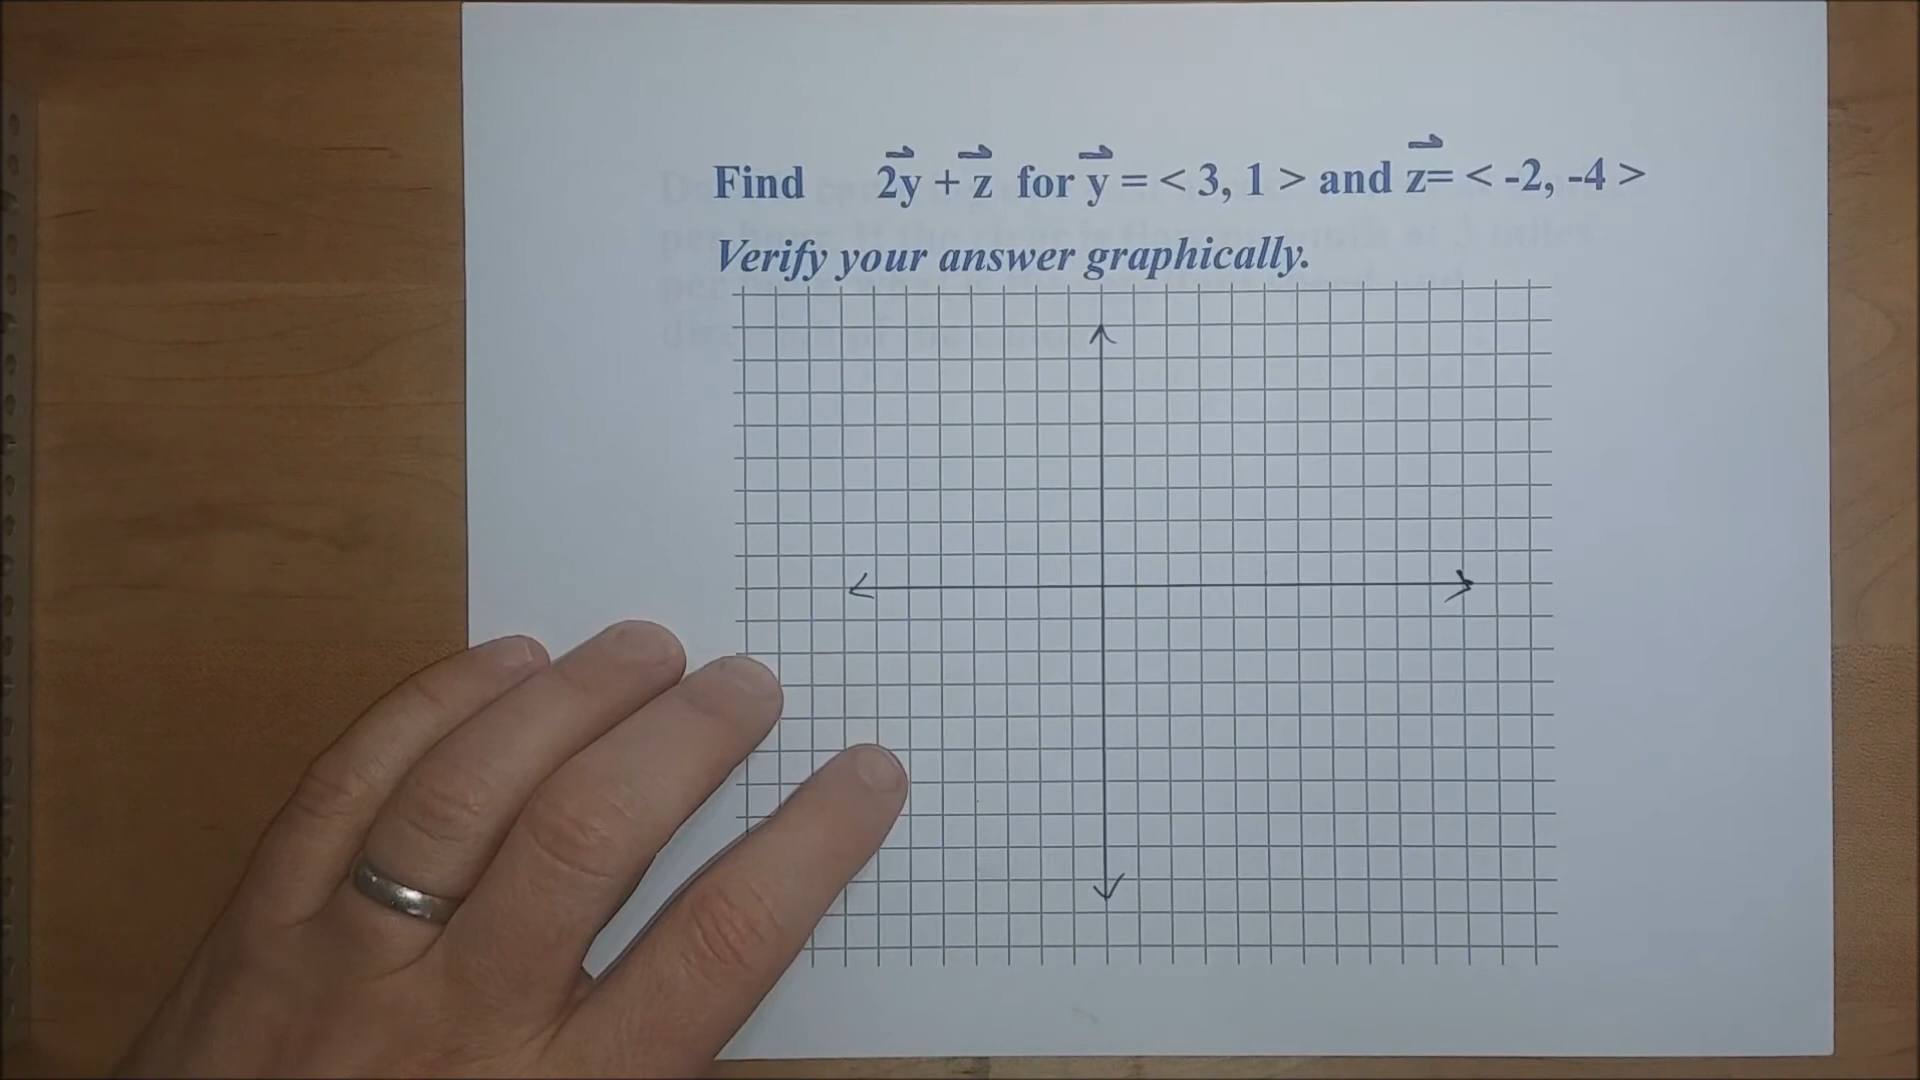 Find 2y⃗ + z⃗ for y⃗ = < 3, 1 > and z⃗= < -2, -4 >
Verify your answer graphically.